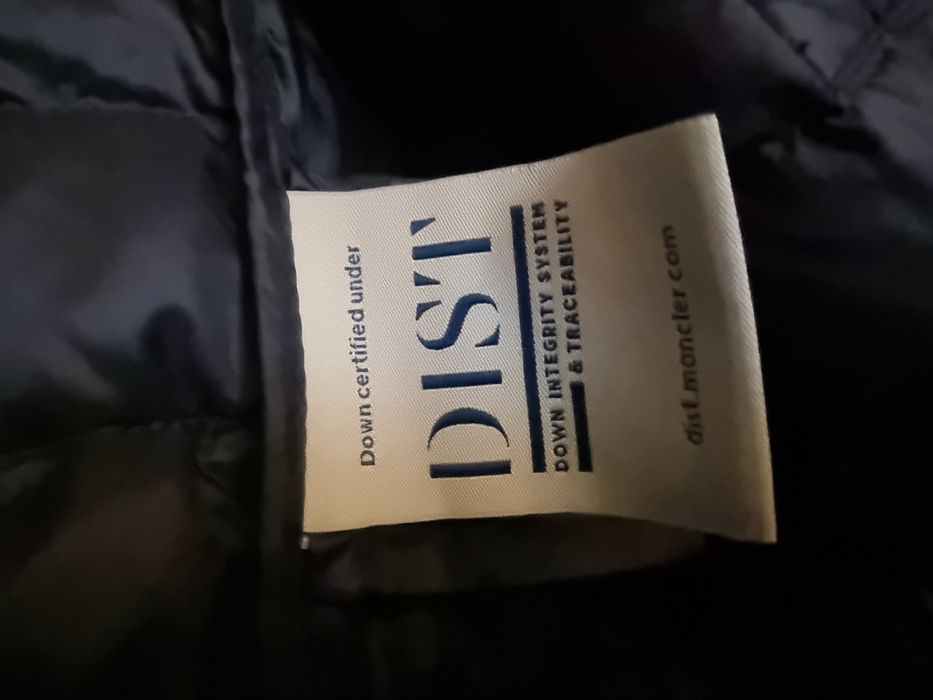 Down certified under
DIST
DOWN INTEGRITY SYSTEM
& TRACEABILITY
dist.moncler.com